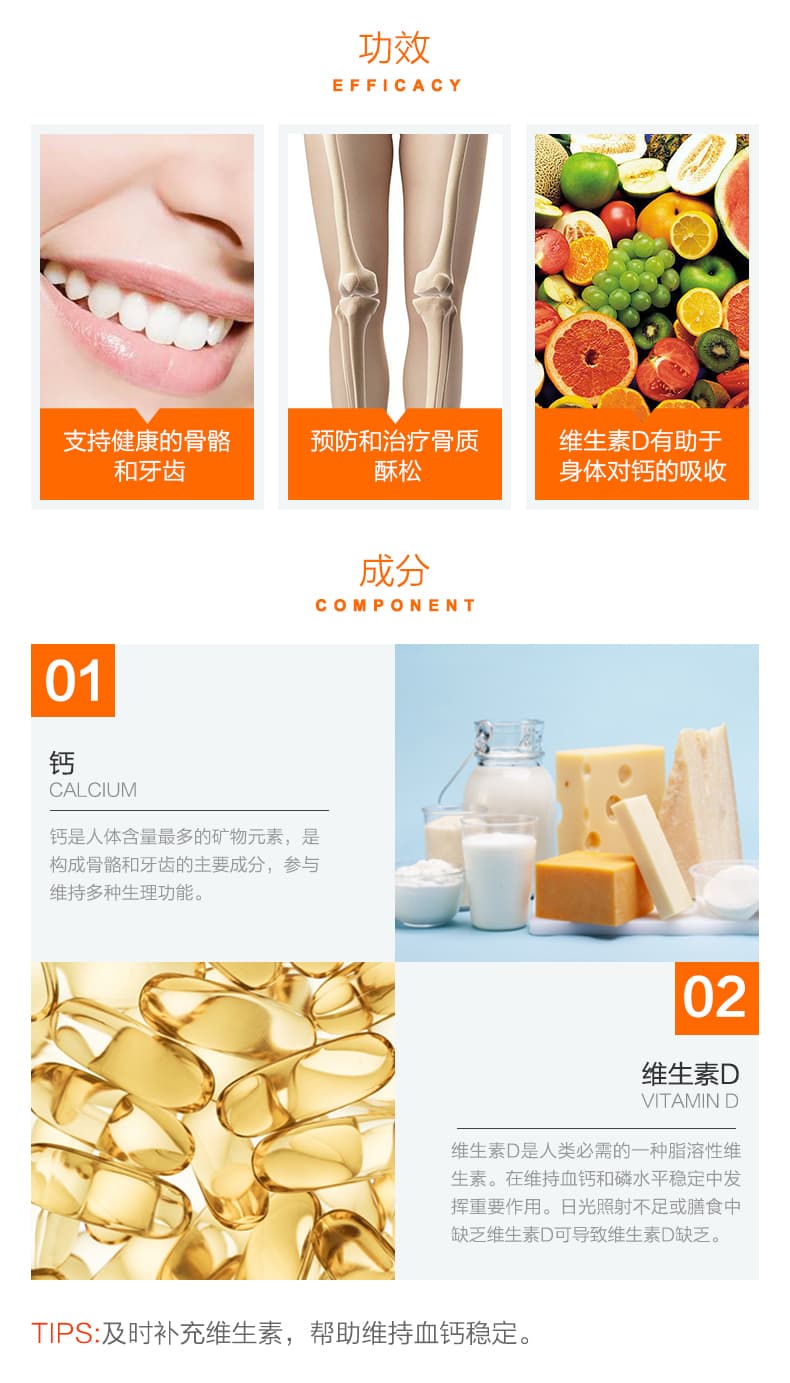 功效
EFFICACY
支持健康的骨骼
和牙齿
预防和治疗骨质
酥松
维生素D有助于
身体对钙的吸收
成分
COMPONENT
01
钙
CALCIUM
钙是人体含量最多的矿物元素，是
构成骨骼和牙齿的主要成分，参与
维持多种生理功能。
02
维生素D
VITAMIN D
维生素D是人类必需的一种脂溶性维
生素。在维持血钙和磷水平稳定中发
挥重要作用。日光照射不足或膳食中
缺乏维生素D可导致维生素D缺乏。
TIPS:及时补充维生素，帮助维持血钙稳定。